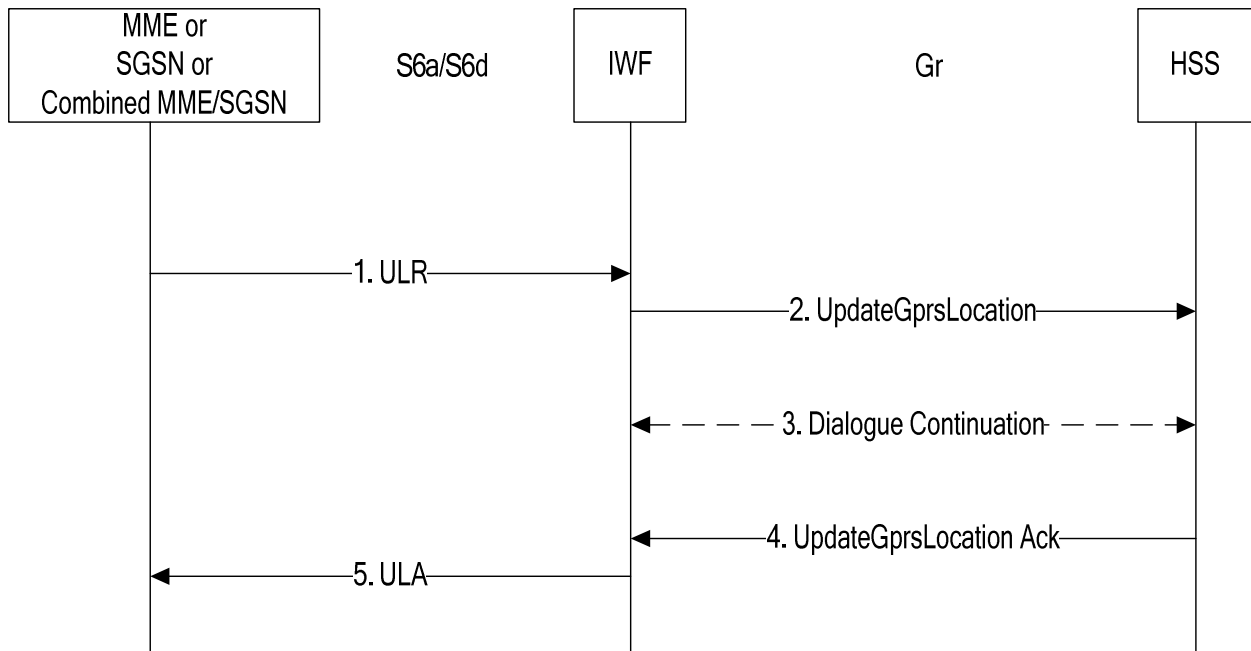 MME or
SGSN or
Combined MME/SGSN
S6a/S6d
IWF
Gr
HSS
1. ULR
2. UpdateGprsLocation
3. Dialogue Continuation
4. UpdateGprsLocation Ack
5. ULA